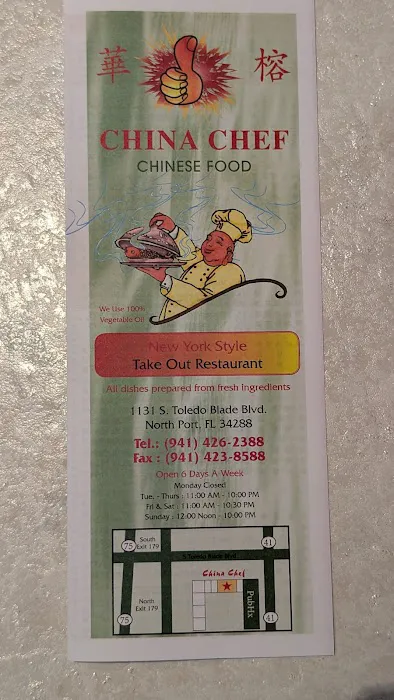 華 榕
CHINA CHEF
CHINESE FOOD
We Use 100%
Vegetable Oil
New York Style
Take Out Restaurant
All dishes prepared from fresh ingredients
1131 S. Toledo Blade Blvd.
North Port, FL 34288
Tel.: (941) 426-2388
Fax : (941) 423-8588
Open 6 Days A Week
Monday Closed
Tue. - Thurs : 11:00 AM - 10:00 PM
Fri & Sat : 11:00 AM - 10:30 PM
Sunday : 12:00 Noon - 10:00 PM
75 South Exit 179 41
S Toledo Blade Blvd
China Chef
North Exit 179
Publix
75 41